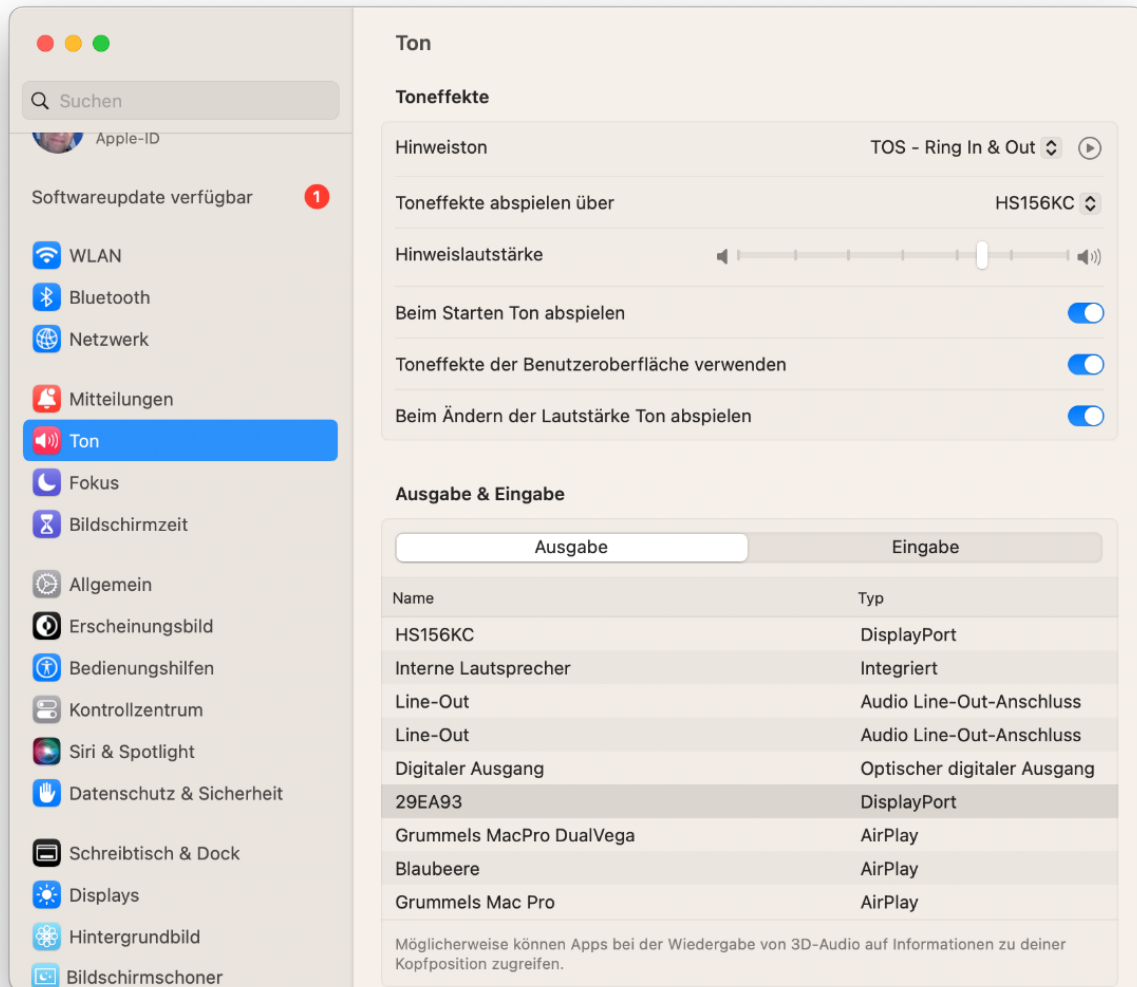 Suchen
Apple-ID
Softwareupdate verfügbar 1
WLAN
Bluetooth
Netzwerk
Mitteilungen
Ton
Fokus
Bildschirmzeit
Allgemein
Erscheinungsbild
Bedienungshilfen
Kontrollzentrum
Siri & Spotlight
Datenschutz & Sicherheit
Schreibtisch & Dock
Displays
Hintergrundbild
Bildschirmschoner
Ton
Toneffekte
Hinweiston TOS - Ring In & Out
Toneffekte abspielen über HS156KC
Hinweislautstärke
Beim Starten Ton abspielen
Toneffekte der Benutzeroberfläche verwenden
Beim Ändern der Lautstärke Ton abspielen
Ausgabe & Eingabe
Ausgabe Eingabe
Name Typ
HS156KC DisplayPort
Interne Lautsprecher Integriert
Line-Out Audio Line-Out-Anschluss
Line-Out Audio Line-Out-Anschluss
Digitaler Ausgang Optischer digitaler Ausgang
29EA93 DisplayPort
Grummels MacPro DualVega AirPlay
Blaubeere AirPlay
Grummels Mac Pro AirPlay
Möglicherweise können Apps bei der Wiedergabe von 3D-Audio auf Informationen zu deiner
Kopfposition zugreifen.